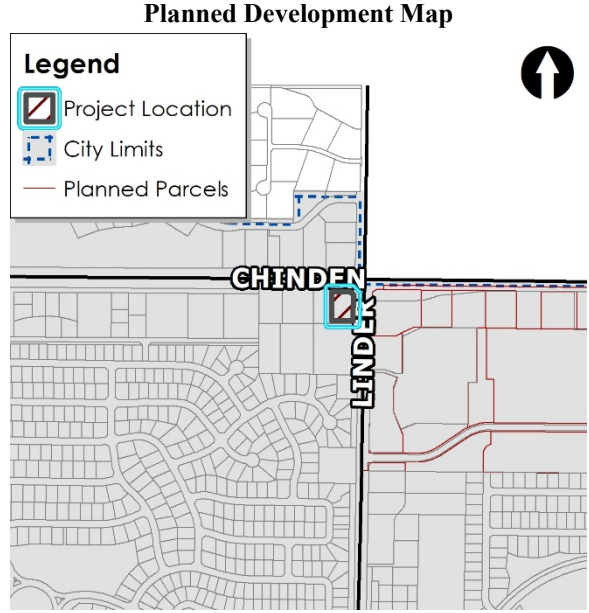 Planned Development Map
Legend
Project Location
City Limits
Planned Parcels
CHINDEN
LINDER